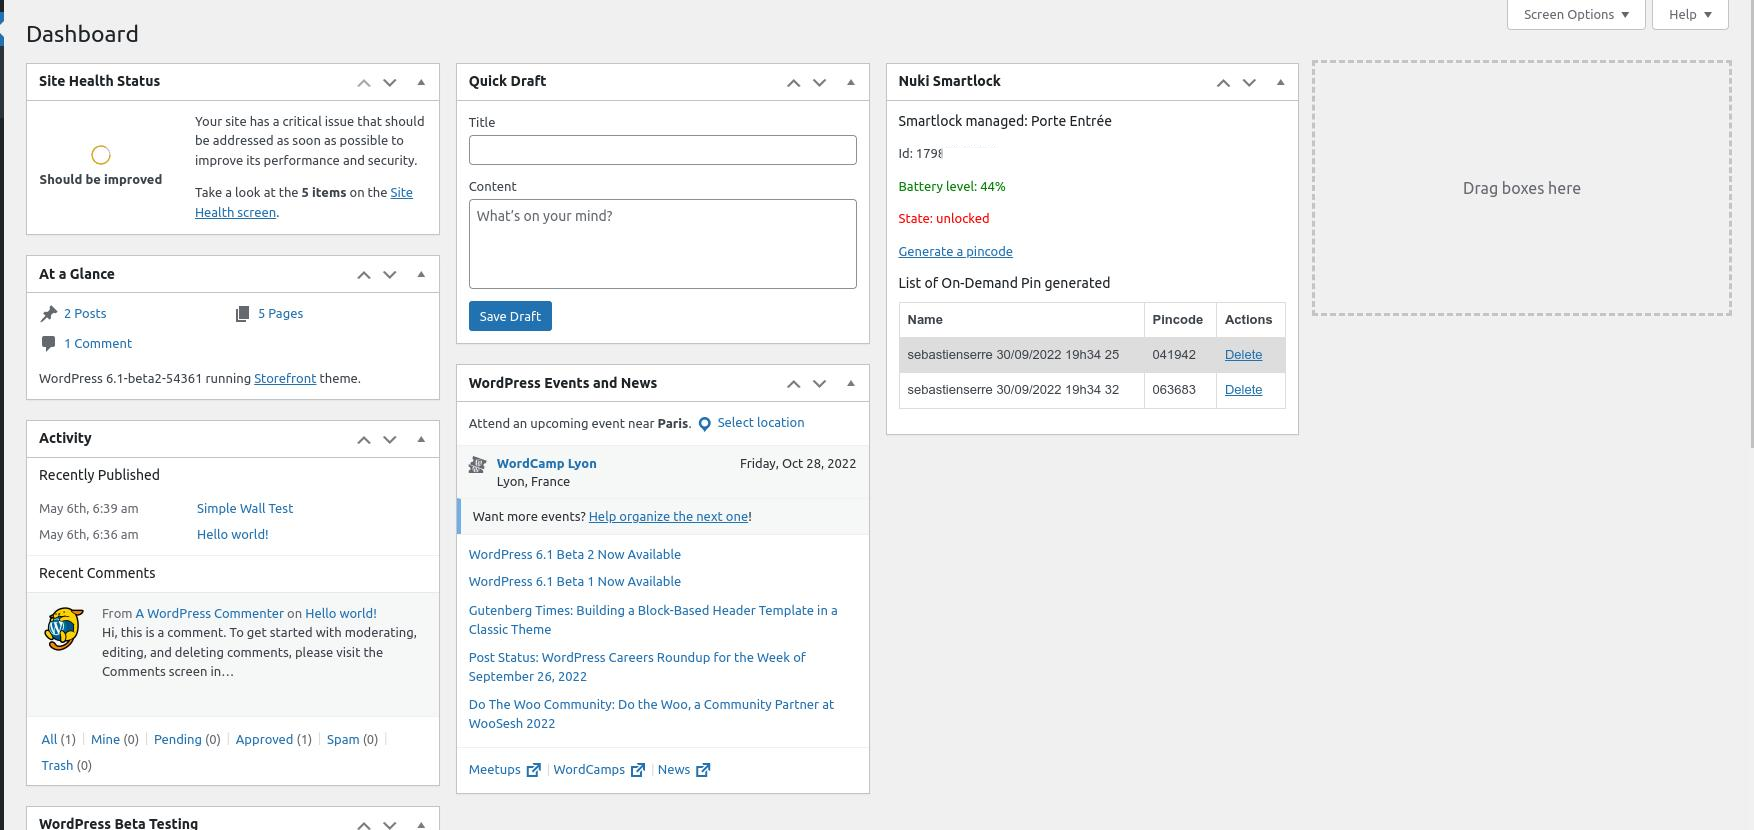 Screen Options
Help
Dashboard
Site Health Status
Should be improved
Your site has a critical issue that should
be addressed as soon as possible to
improve its performance and security.
Take a look at the 5 items on the Site
Health screen.
At a Glance
2 Posts
5 Pages
1 Comment
WordPress 6.1-beta2-54361 running Storefront theme.
Activity
Recently Published
May 6th, 6:39 am Simple Wall Test
May 6th, 6:36 am Hello world!
Recent Comments
From A WordPress Commenter on Hello world!
Hi, this is a comment. To get started with moderating,
editing, and deleting comments, please visit the
Comments screen in…
All (1) | Mine (0) | Pending (0) | Approved (1) | Spam (0) |
Trash (0)
WordPress Beta Testing
Quick Draft
Title
Content
What's on your mind?
Save Draft
WordPress Events and News
Attend an upcoming event near Paris. Select location
WordCamp Lyon Friday, Oct 28, 2022
Lyon, France
Want more events? Help organize the next one!
WordPress 6.1 Beta 2 Now Available
WordPress 6.1 Beta 1 Now Available
Gutenberg Times: Building a Block-Based Header Template in a
Classic Theme
Post Status: WordPress Careers Roundup for the Week of
September 26, 2022
Do The Woo Community: Do the Woo, a Community Partner at
WooSesh 2022
Meetups | WordCamps | News
Nuki Smartlock
Smartlock managed: Porte Entrée
Id: 179
Battery level: 44%
State: unlocked
Generate a pincode
List of On-Demand Pin generated
Name Pincode Actions
sebastienserre 30/09/2022 19h34 25 041942 Delete
sebastienserre 30/09/2022 19h34 32 063683 Delete
Drag boxes here